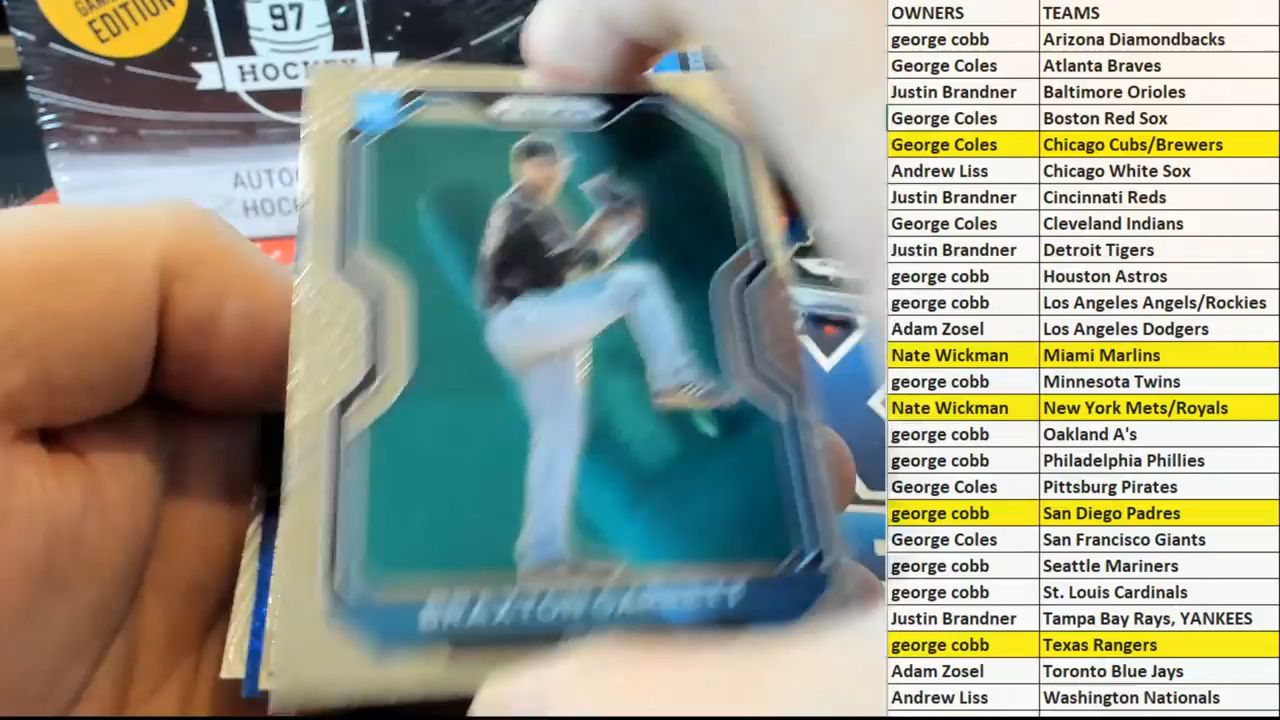 EDITION
97
HOCKEY
AUTO
HOC
BRAXTON GARRETT
OWNERS TEAMS
george cobb Arizona Diamondbacks
George Coles Atlanta Braves
Justin Brandner Baltimore Orioles
George Coles Boston Red Sox
George Coles Chicago Cubs/Brewers
Andrew Liss Chicago White Sox
Justin Brandner Cincinnati Reds
George Coles Cleveland Indians
Justin Brandner Detroit Tigers
george cobb Houston Astros
george cobb Los Angeles Angels/Rockies
Adam Zosel Los Angeles Dodgers
Nate Wickman Miami Marlins
george cobb Minnesota Twins
Nate Wickman New York Mets/Royals
george cobb Oakland A's
george cobb Philadelphia Phillies
George Coles Pittsburg Pirates
george cobb San Diego Padres
George Coles San Francisco Giants
george cobb Seattle Mariners
george cobb St. Louis Cardinals
Justin Brandner Tampa Bay Rays, YANKEES
george cobb Texas Rangers
Adam Zosel Toronto Blue Jays
Andrew Liss Washington Nationals